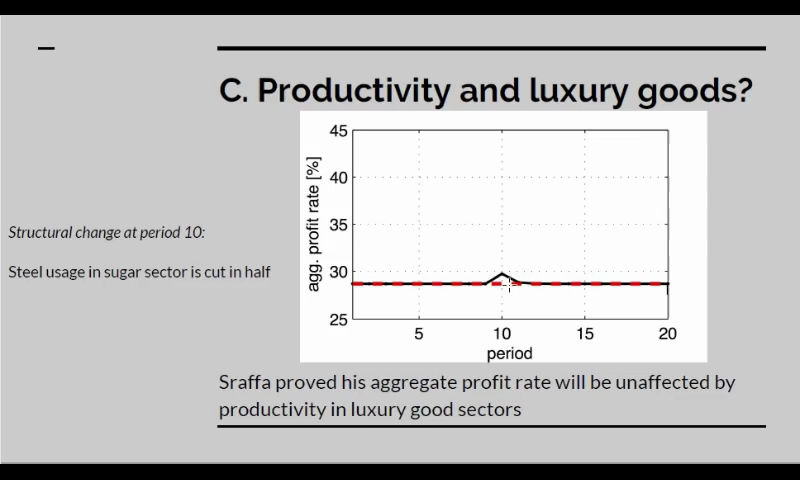 C. Productivity and luxury goods?
Structural change at period 10:
Steel usage in sugar sector is cut in half
agg. profit rate [%]
45
40
35
30
25
5 10 15 20
period
Sraffa proved his aggregate profit rate will be unaffected by
productivity in luxury good sectors